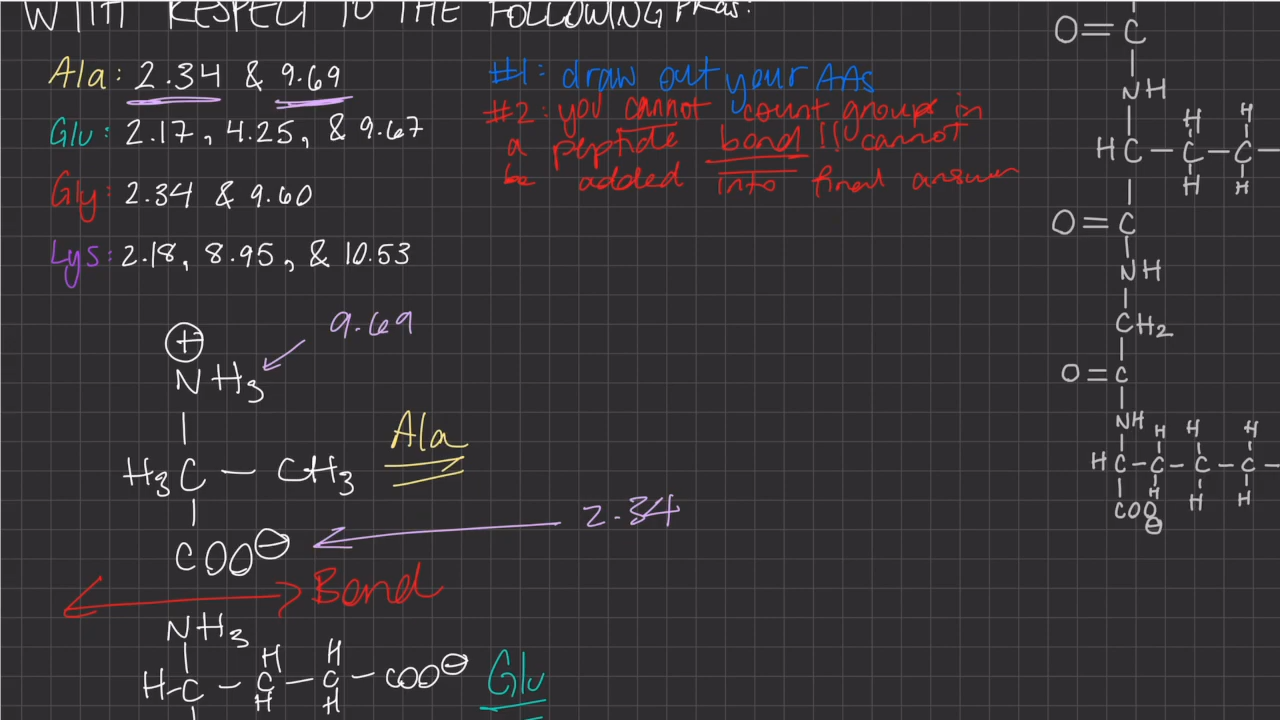 WITH RESPECT TO THE FOLLOWING PKas:
Ala: 2.34 & 9.69
Glu: 2.17, 4.25, & 9.67
Gly: 2.34 & 9.60
Lys: 2.18, 8.95, & 10.53
#1: draw out your AAs
#2: you cannot count groups in
a peptide bond!! cannot
be added into final answer
⊕
9.69
NH3
Ala
H3C — CH3
2.34
COO⊖
Bond
NH3
H H
H-C — C — C — COO⊖
H H
Glu
O=C
NH
H H
HC — C — C —
H H
O=C
NH
CH2
O=C
NH
H H H
H C — C — C — C —
H H H
COO
⊖